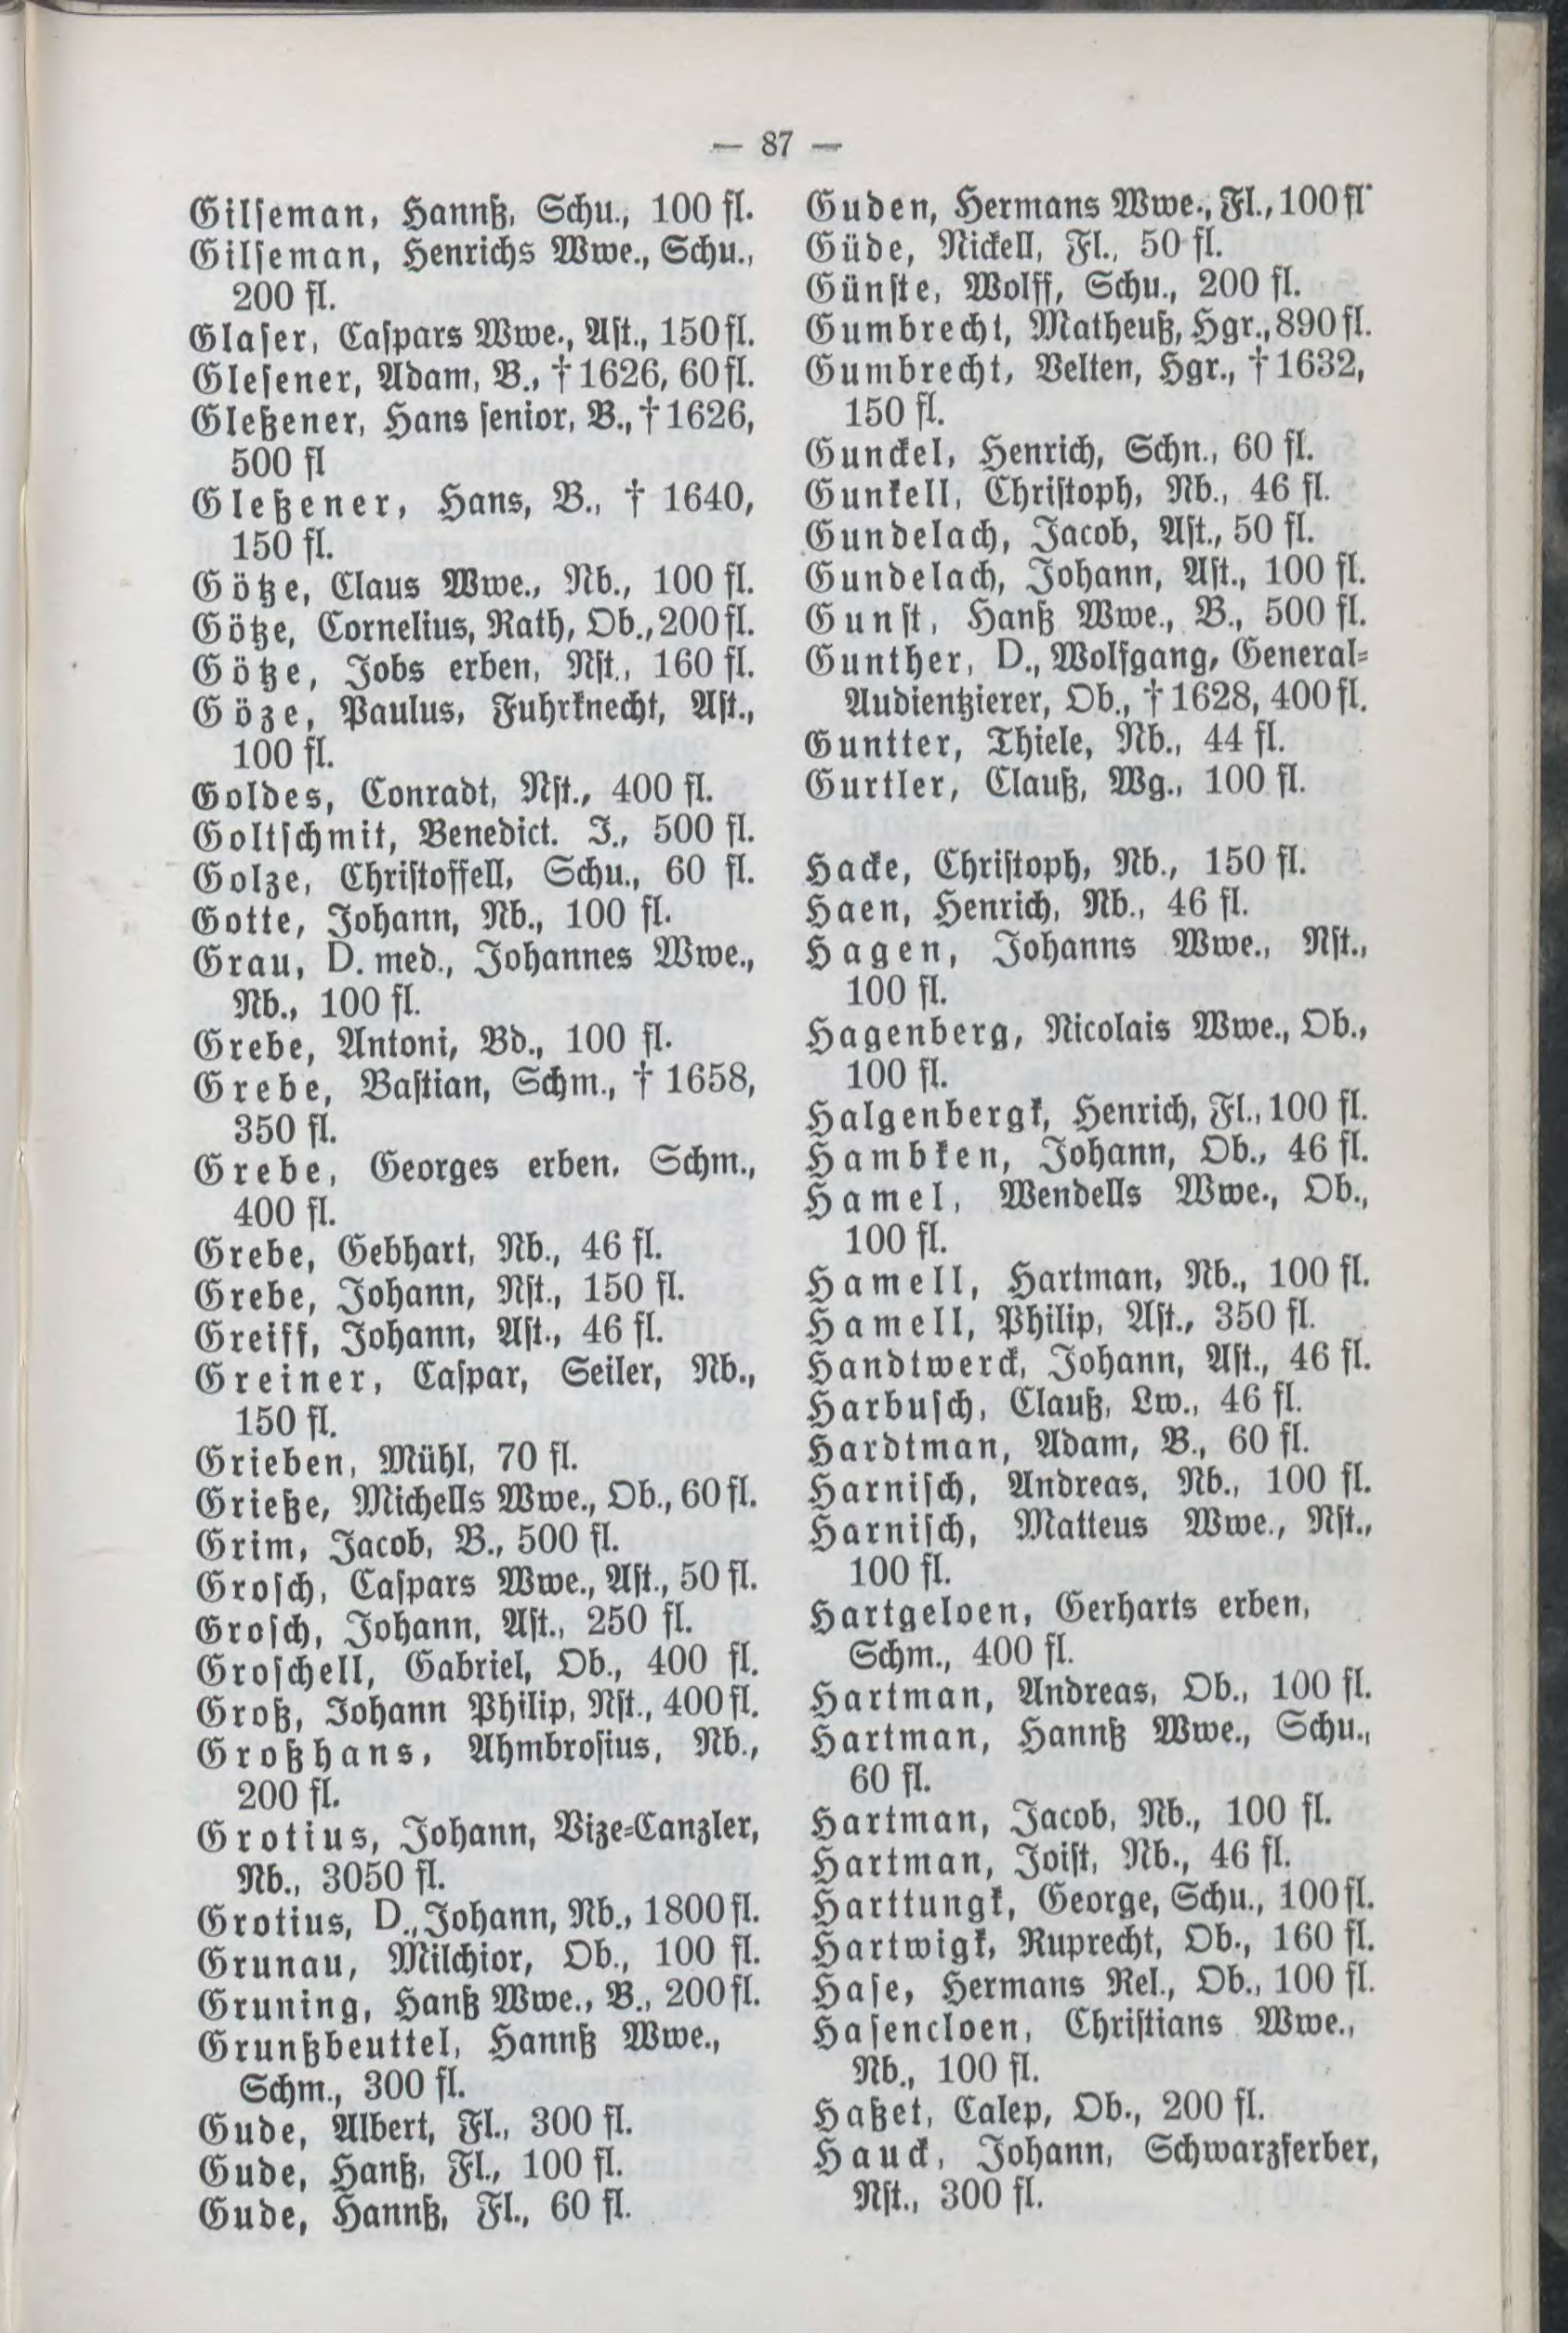 — 87 —
Gilseman, Hannß, Schu., 100 fl.
Gilseman, Henrichs Wwe., Schu.,
200 fl.
Glaser, Caspars Wwe., Ast., 150 fl.
Glesener, Adam, B., † 1626, 60 fl.
Gleßener, Hans senior, B., † 1626,
500 fl
Gleßener, Hans, B., † 1640,
150 fl.
Götze, Claus Wwe., Nb., 100 fl.
Götze, Cornelius, Rath, Ob., 200 fl.
Götze, Jobs erben, Nst., 160 fl.
Göze, Paulus, Fuhrknecht, Ast.,
100 fl.
Goldes, Conradt, Nst., 400 fl.
Goltschmit, Benedict. J., 500 fl.
Golze, Christoffell, Schu., 60 fl.
Gotte, Johann, Nb., 100 fl.
Grau, D. med., Johannes Wwe.,
Nb., 100 fl.
Grebe, Antoni, Bd., 100 fl.
Grebe, Bastian, Schm., † 1658,
350 fl.
Grebe, Georges erben, Schm.,
400 fl.
Grebe, Gebhart, Nb., 46 fl.
Grebe, Johann, Nst., 150 fl.
Greiff, Johann, Ast., 46 fl.
Greiner, Caspar, Seiler, Nb.,
150 fl.
Grieben, Mühl, 70 fl.
Grieße, Michells Wwe., Ob., 60 fl.
Grim, Jacob, B., 500 fl.
Grosch, Caspars Wwe., Ast., 50 fl.
Grosch, Johann, Ast., 250 fl.
Groschell, Gabriel, Ob., 400 fl.
Groß, Johann Philip, Nst., 400 fl.
Großhans, Ahmbrosius, Nb.,
200 fl.
Grotius, Johann, Vize-Canzler,
Nb., 3050 fl.
Grotius, D., Johann, Nb., 1800 fl.
Grunau, Milchior, Ob., 100 fl.
Gruning, Hanß Wwe., B., 200 fl.
Grunßbeuttel, Hannß Wwe.,
Schm., 300 fl.
Gude, Albert, Fl., 300 fl.
Gude, Hanß, Fl., 100 fl.
Gude, Hannß, Fl., 60 fl.
Guden, Hermans Wwe., Fl., 100 fl.
Güde, Nickell, Fl., 50 fl.
Günste, Wolff, Schu., 200 fl.
Gumbrecht, Matheuß, Hgr., 890 fl.
Gumbrecht, Velten, Hgr., † 1632,
150 fl.
Gunckel, Henrich, Schn., 60 fl.
Gunkell, Christoph, Nb., 46 fl.
Gundelach, Jacob, Ast., 50 fl.
Gundelach, Johann, Ast., 100 fl.
Gunst, Hanß Wwe., B., 500 fl.
Gunther, D., Wolfgang, General-
Audientzierer, Ob., † 1628, 400 fl.
Guntter, Thiele, Nb., 44 fl.
Gurtler, Clauß, Wg., 100 fl.
Hacke, Christoph, Nb., 150 fl.
Haen, Henrich, Nb., 46 fl.
Hagen, Johanns Wwe., Nst.,
100 fl.
Hagenberg, Nicolais Wwe., Ob.,
100 fl.
Halgenbergk, Henrich, Fl., 100 fl.
Hambken, Johann, Ob., 46 fl.
Hamel, Wendells Wwe., Ob.,
100 fl.
Hamell, Hartman, Nb., 100 fl.
Hamell, Philip, Ast., 350 fl.
Handtwerck, Johann, Ast., 46 fl.
Harbusch, Clauß, Lw., 46 fl.
Hardtman, Adam, B., 60 fl.
Harnisch, Andreas, Nb., 100 fl.
Harnisch, Matteus Wwe., Nst.,
100 fl.
Hartgeloen, Gerharts erben,
Schm., 400 fl.
Hartman, Andreas, Ob., 100 fl.
Hartman, Hannß Wwe., Schu.,
60 fl.
Hartman, Jacob, Nb., 100 fl.
Hartman, Joist, Nb., 46 fl.
Harttungk, George, Schu., 100 fl.
Hartwigk, Ruprecht, Ob., 160 fl.
Hase, Hermans Rel., Ob., 100 fl.
Hasencloen, Christians Wwe.,
Nb., 100 fl.
Haßet, Calep, Ob., 200 fl.
Hauck, Johann, Schwarzferber,
Nst., 300 fl.